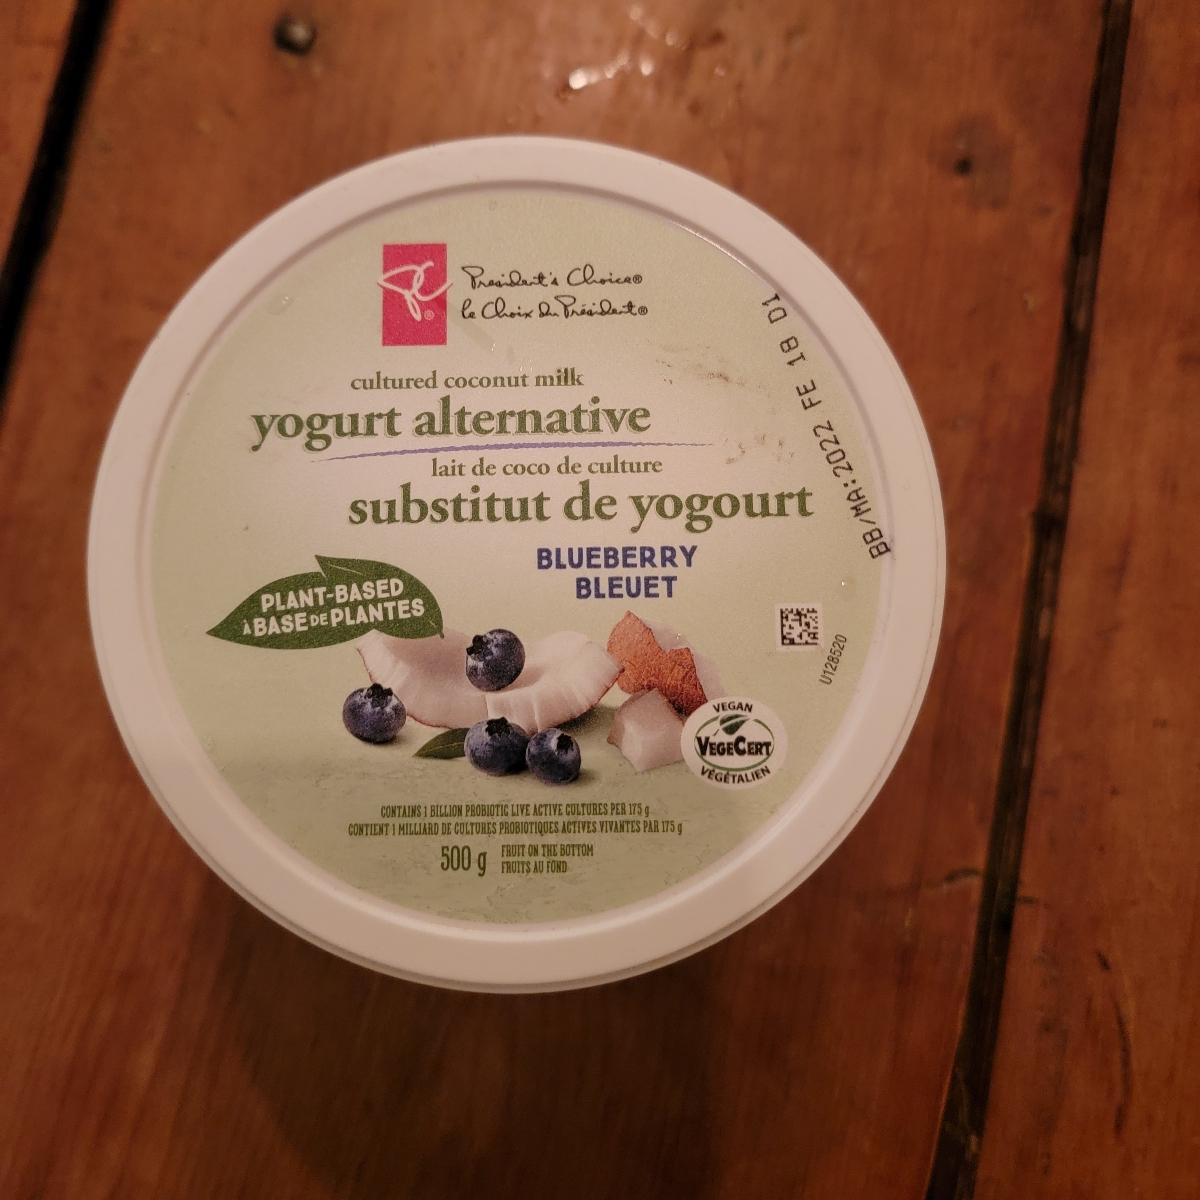 President's Choice®
le Choix du Président®
cultured coconut milk
yogurt alternative
lait de coco de culture
substitut de yogourt
BLUEBERRY
BLEUET
PLANT-BASED
À BASE DE PLANTES
BB/MA:2022 FE 18 D1
U128520
VEGAN
VEGECERT
VÉGÉTALIEN
CONTAINS 1 BILLION PROBIOTIC LIVE ACTIVE CULTURES PER 175 g
CONTIENT 1 MILLIARD DE CULTURES PROBIOTIQUES ACTIVES VIVANTES PAR 175 g
500 g
FRUIT ON THE BOTTOM
FRUITS AU FOND